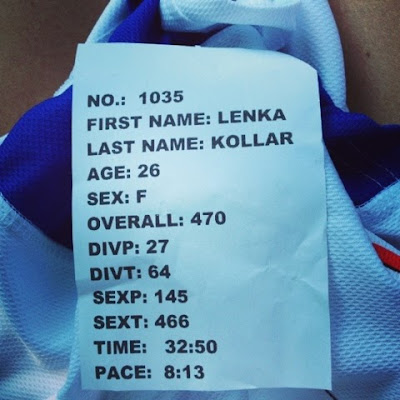 NO.: 1035
FIRST NAME: LENKA
LAST NAME: KOLLAR
AGE: 26
SEX: F
OVERALL: 470
DIVP: 27
DIVT: 64
SEXP: 145
SEXT: 466
TIME: 32:50
PACE: 8:13